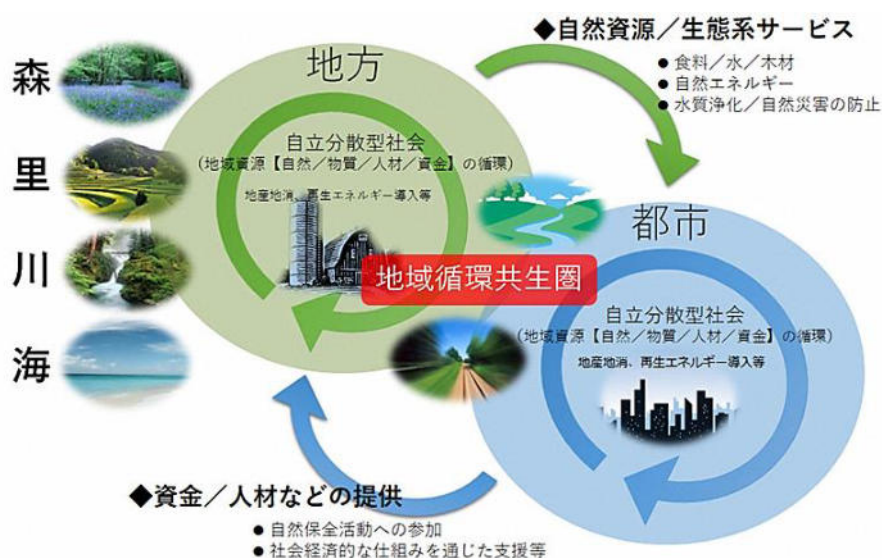 森
里
川
海
地方
自立分散型社会
(地域資源【自然／物質／人材／資金】の循環)
地産地消、再生エネルギー導入等
◆自然資源／生態系サービス
● 食料／水／木材
● 自然エネルギー
● 水質浄化／自然災害の防止
地域循環共生圏
都市
自立分散型社会
(地域資源【自然／物質／人材／資金】の循環)
地産地消、再生エネルギー導入等
◆資金／人材などの提供
● 自然保全活動への参加
● 社会経済的な仕組みを通じた支援等